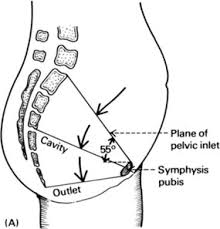 Plane of
pelvic inlet
Cavity
55°
Symphysis
pubis
Outlet
(A)